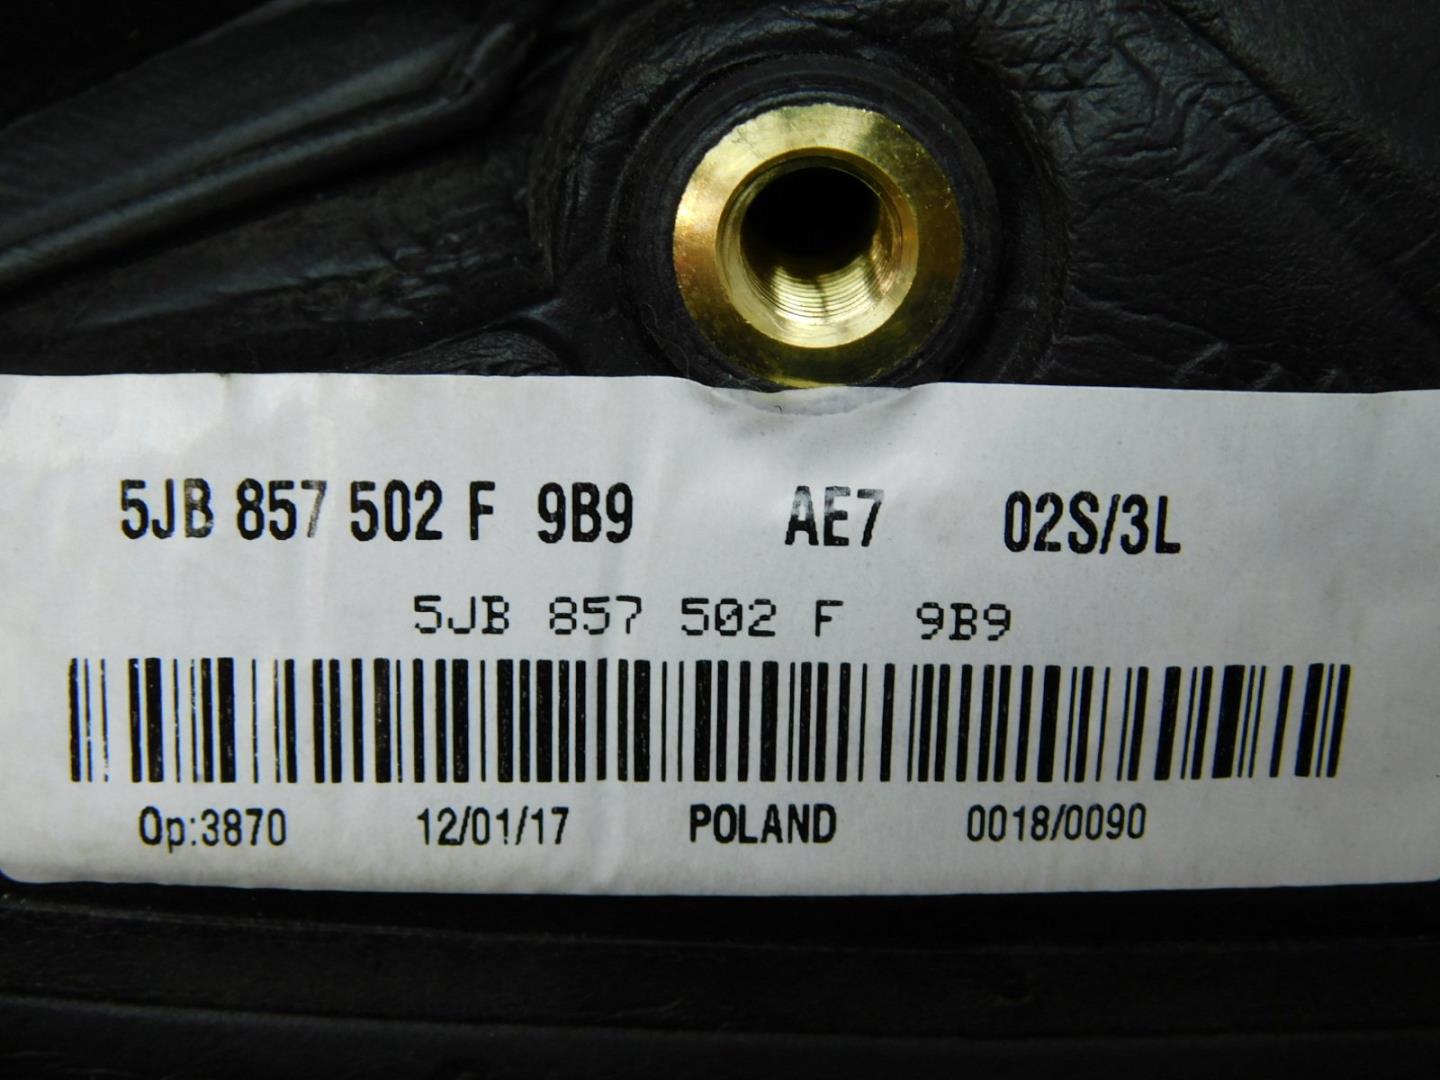 5JB 857 502 F 9B9 AE7 02S/3L
5JB 857 502 F 9B9
Op:3870 12/01/17 POLAND 0018/0090